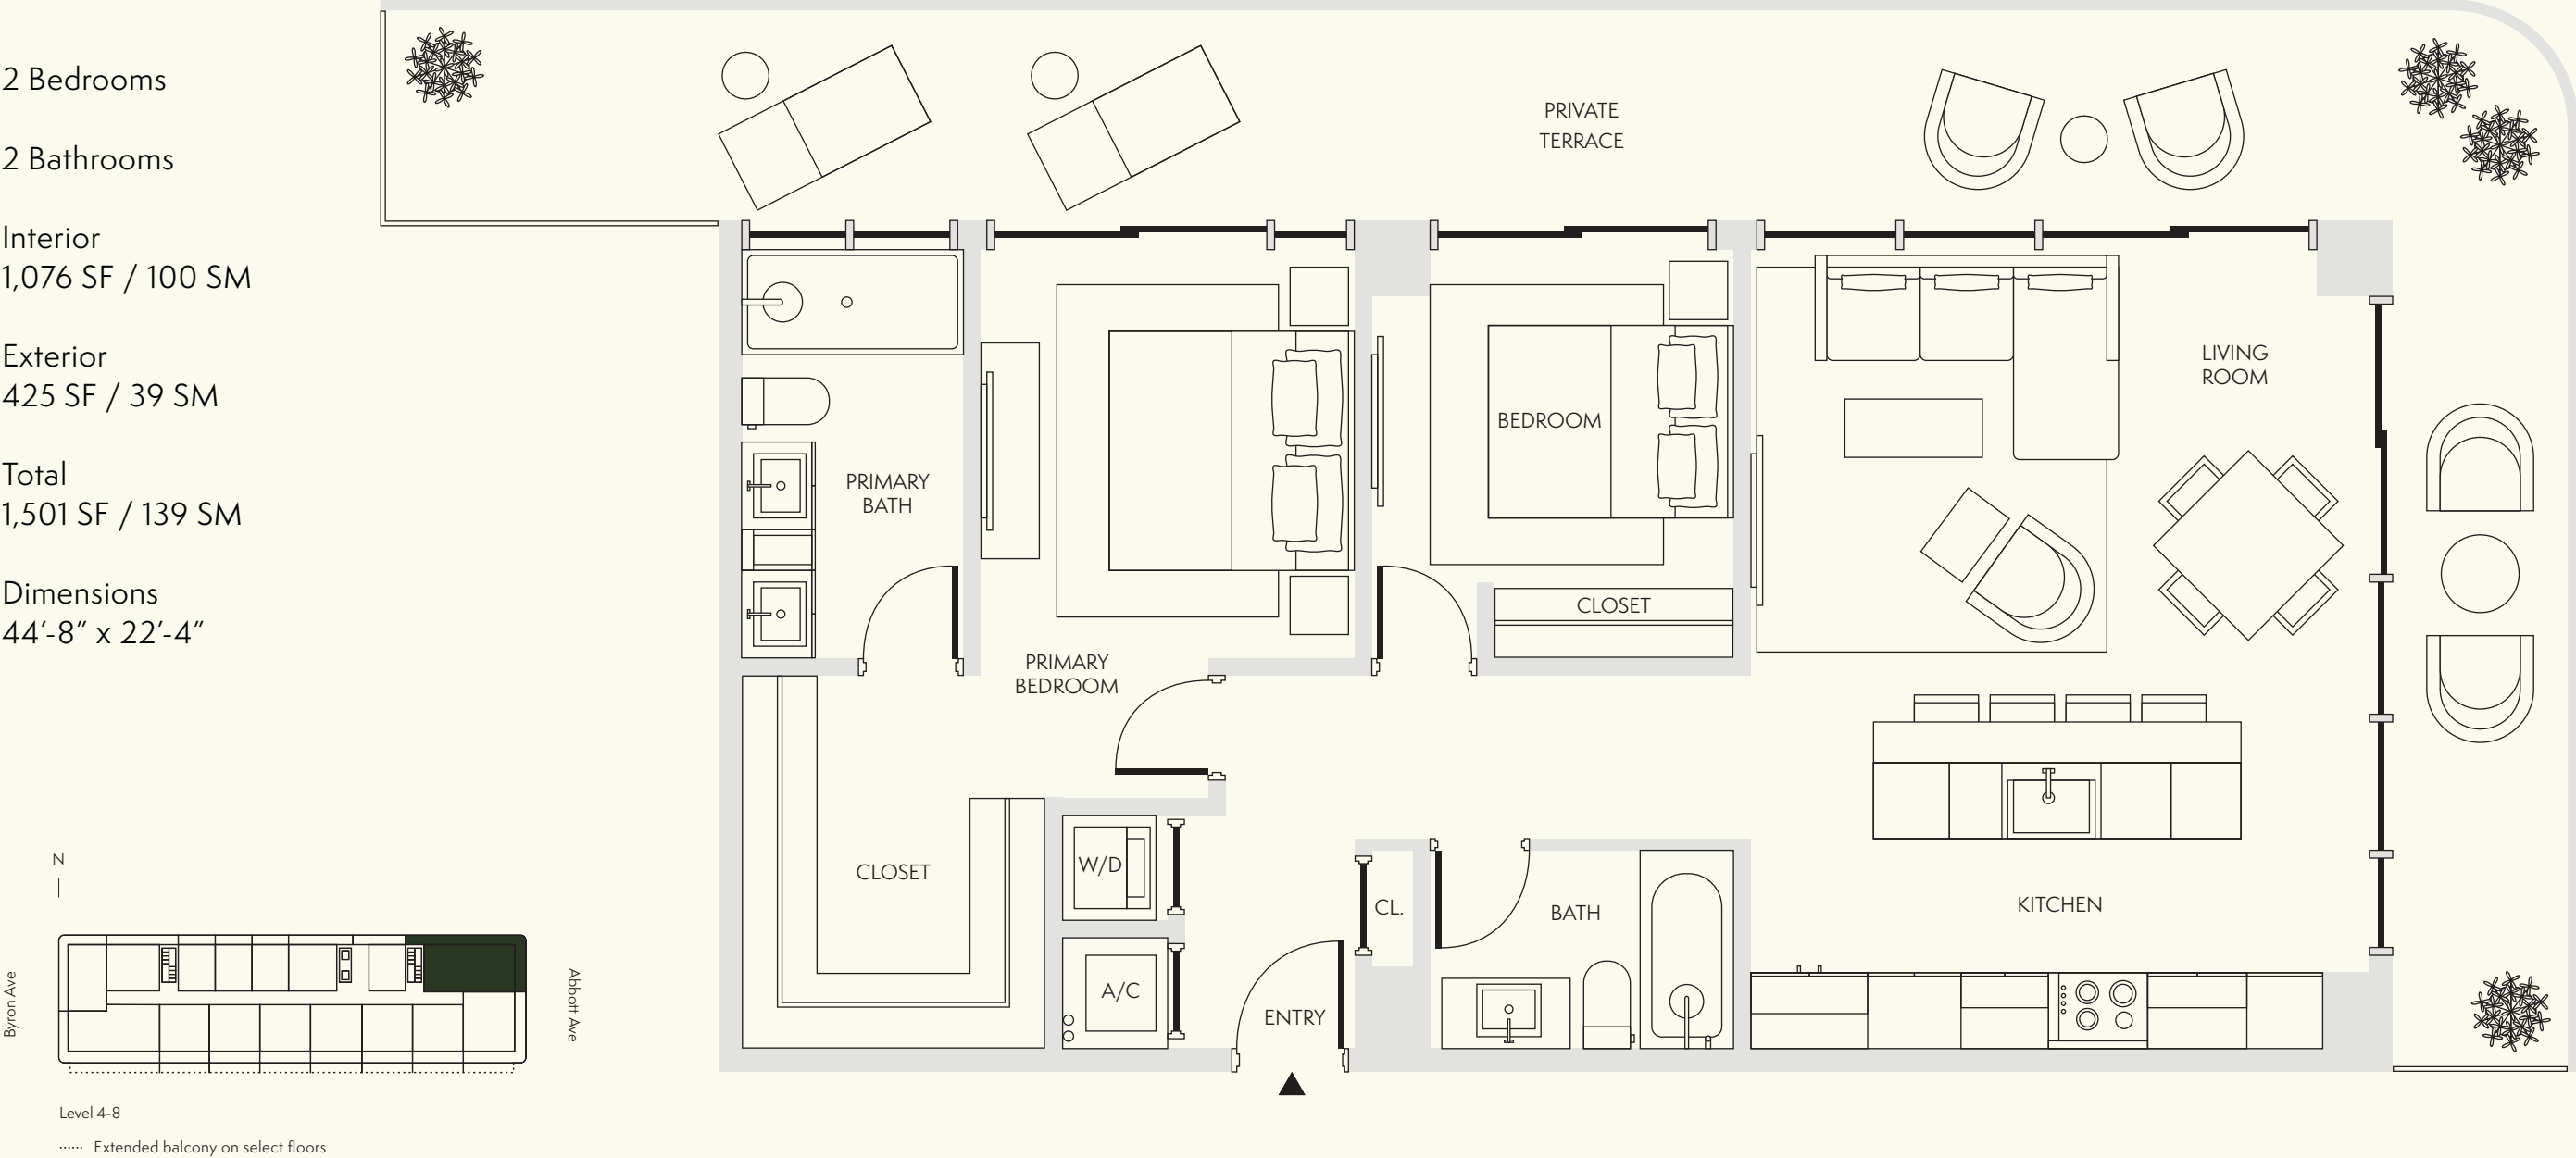 2 Bedrooms
2 Bathrooms
Interior
1,076 SF / 100 SM
Exterior
425 SF / 39 SM
Total
1,501 SF / 139 SM
Dimensions
44’-8” x 22’-4”
PRIVATE
TERRACE
LIVING
ROOM
BEDROOM
PRIMARY
BATH
CLOSET
PRIMARY
BEDROOM
CLOSET
W/D
A/C
CL.
BATH
KITCHEN
ENTRY
N
Byron Ave
Abbott Ave
Level 4-8
...... Extended balcony on select floors